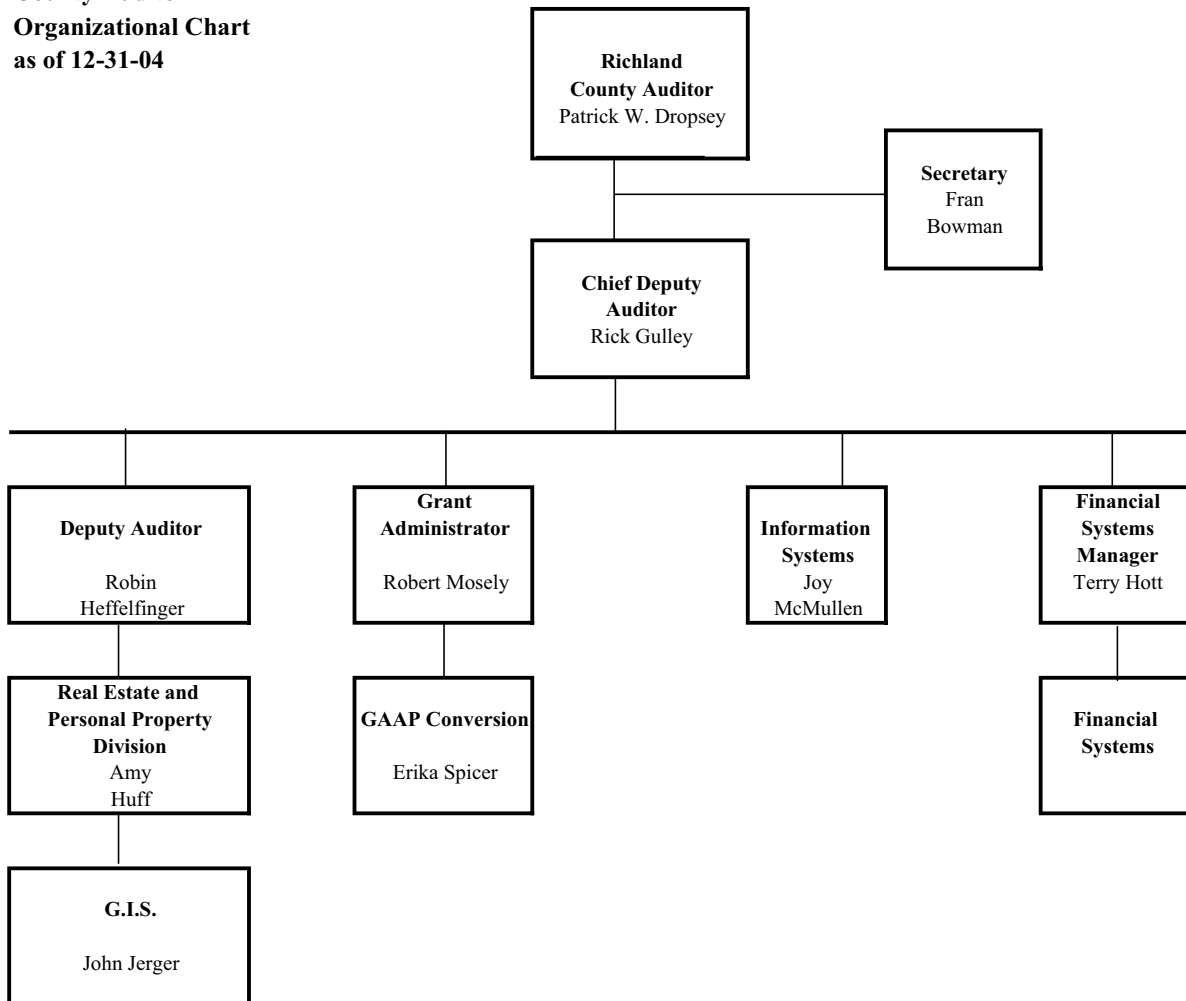 Organizational Chart
as of 12-31-04
Richland
County Auditor
Patrick W. Dropsey
Secretary
Fran
Bowman
Chief Deputy
Auditor
Rick Gulley
Deputy Auditor
Robin
Heffelfinger
Grant
Administrator
Robert Mosely
Information
Systems
Joy
McMullen
Financial
Systems
Manager
Terry Hott
Real Estate and
Personal Property
Division
Amy
Huff
GAAP Conversion
Erika Spicer
Financial
Systems
G.I.S.
John Jerger